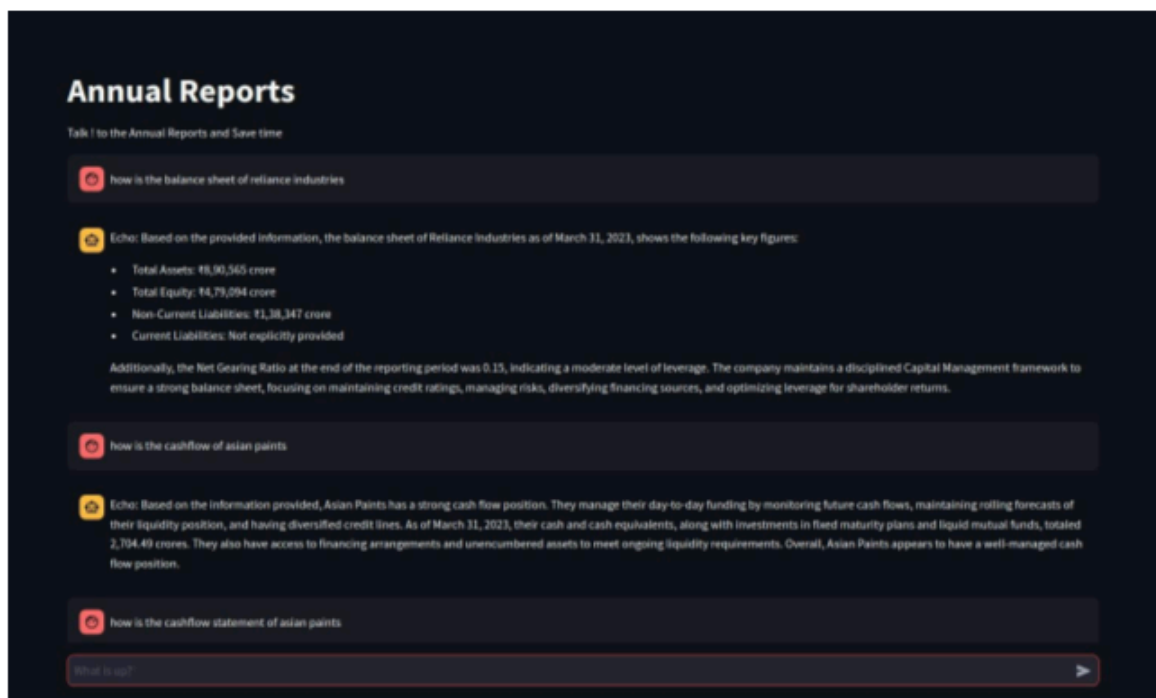 Annual Reports
Talk ! to the Annual Reports and Save time
how is the balance sheet of reliance industries
Echo: Based on the provided information, the balance sheet of Reliance Industries as of March 31, 2023, shows the following key figures:
• Total Assets: ₹8,90,565 crore
• Total Equity: ₹4,79,094 crore
• Non-Current Liabilities: ₹1,38,347 crore
• Current Liabilities: Not explicitly provided
Additionally, the Net Gearing Ratio at the end of the reporting period was 0.15, indicating a moderate level of leverage. The company maintains a disciplined Capital Management framework to
ensure a strong balance sheet, focusing on maintaining credit ratings, managing risks, diversifying financing sources, and optimizing leverage for shareholder returns.
how is the cashflow of asian paints
Echo: Based on the information provided, Asian Paints has a strong cash flow position. They manage their day-to-day funding by monitoring future cash flows, maintaining rolling forecasts of
their liquidity position, and having diversified credit lines. As of March 31, 2023, their cash and cash equivalents, along with investments in fixed maturity plans and liquid mutual funds, totaled
2,704.49 crores. They also have access to financing arrangements and unencumbered assets to meet ongoing liquidity requirements. Overall, Asian Paints appears to have a well-managed cash
flow position.
how is the cashflow statement of asian paints
What is up?